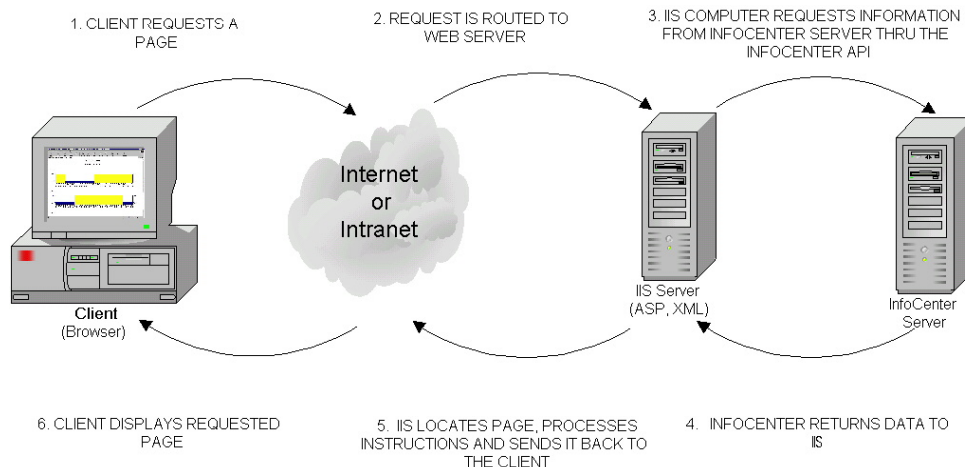 1. CLIENT REQUESTS A
PAGE
2. REQUEST IS ROUTED TO
WEB SERVER
3. IIS COMPUTER REQUESTS INFORMATION
FROM INFOCENTER SERVER THRU THE
INFOCENTER API
Internet
or
Intranet
Client
(Browser)
IIS Server
(ASP, XML)
InfoCenter
Server
6. CLIENT DISPLAYS REQUESTED
PAGE
5. IIS LOCATES PAGE, PROCESSES
INSTRUCTIONS AND SENDS IT BACK TO
THE CLIENT
4. INFOCENTER RETURNS DATA TO
IIS